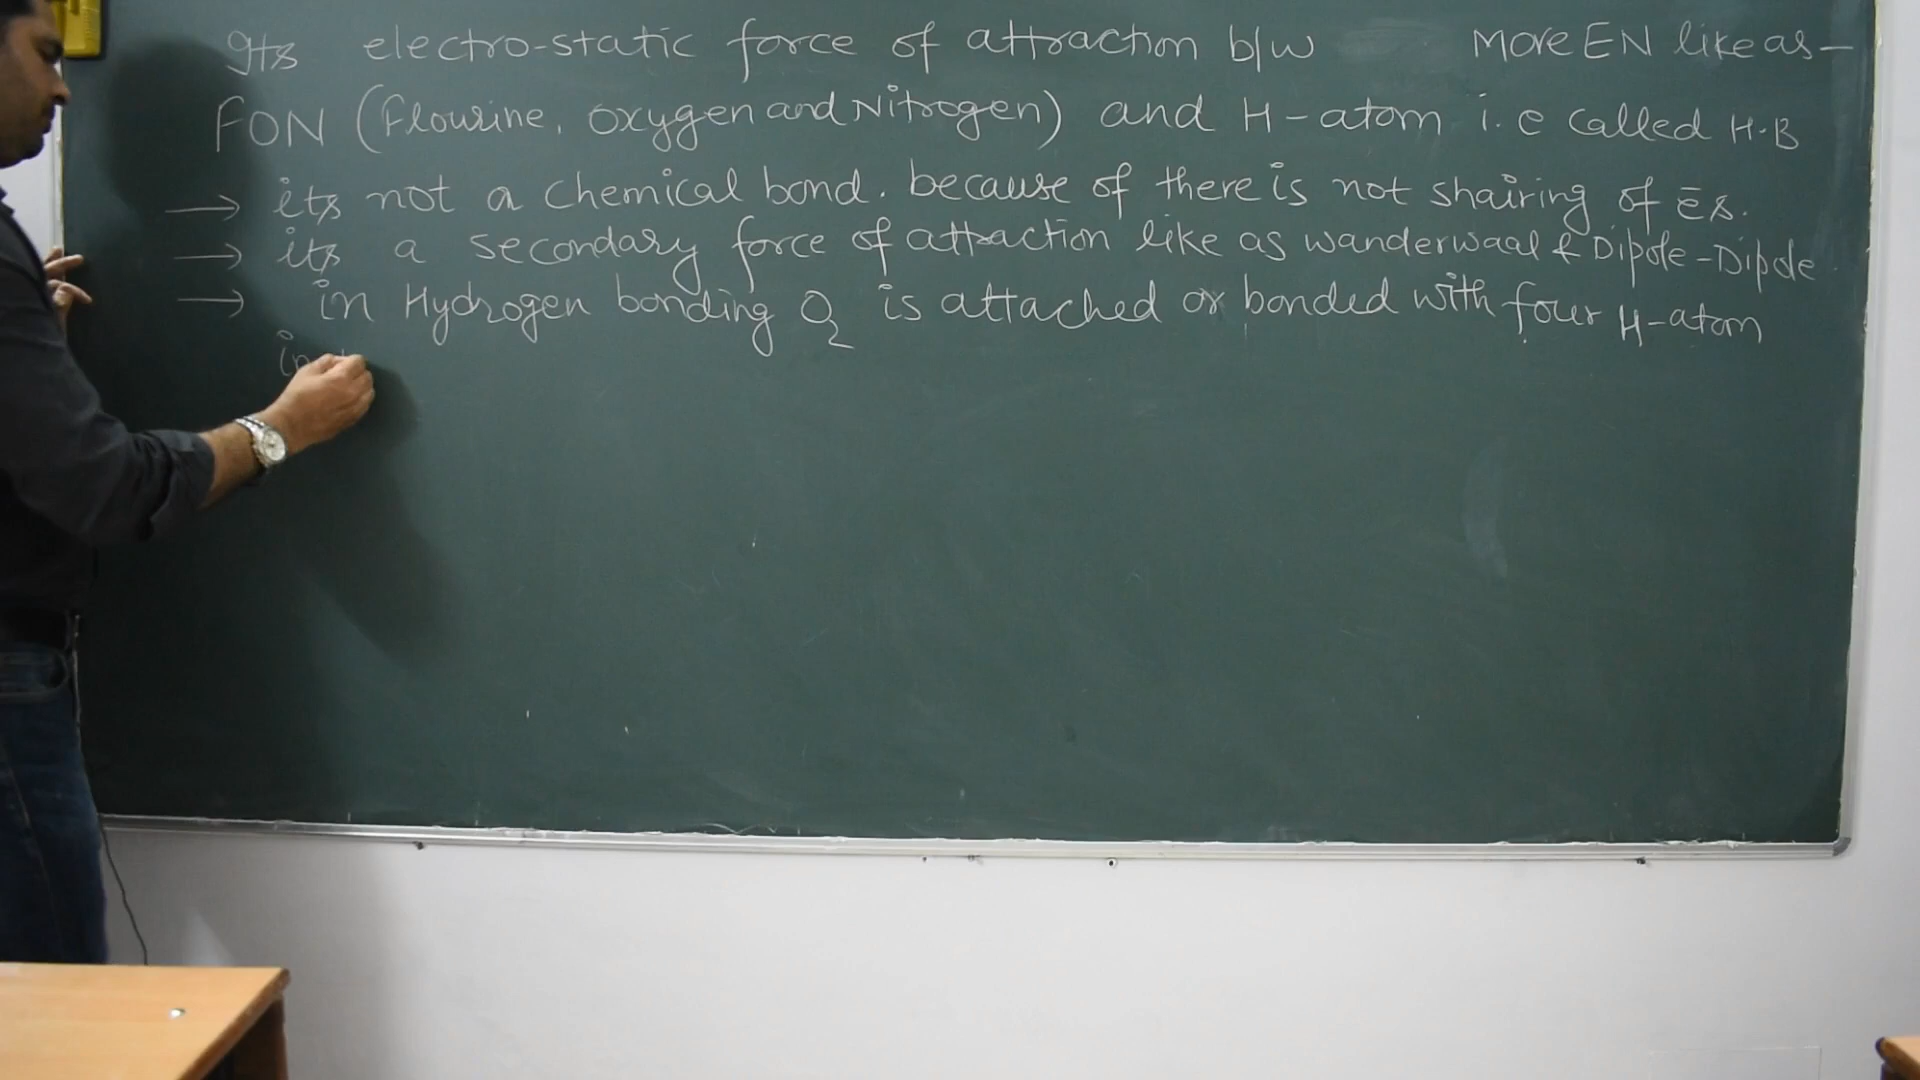 Its electro-static force of attraction b/w More EN like as -
FON (flourine, oxygen and Nitrogen) and H-atom i.e called H.B
→ its not a chemical bond. because of there is not shairing of ēs.
→ its a secondary force of attraction like as wanderwaal & Dipole-Dipole
→ in Hydrogen bonding O₂ is attached or bonded with four H-atom
in